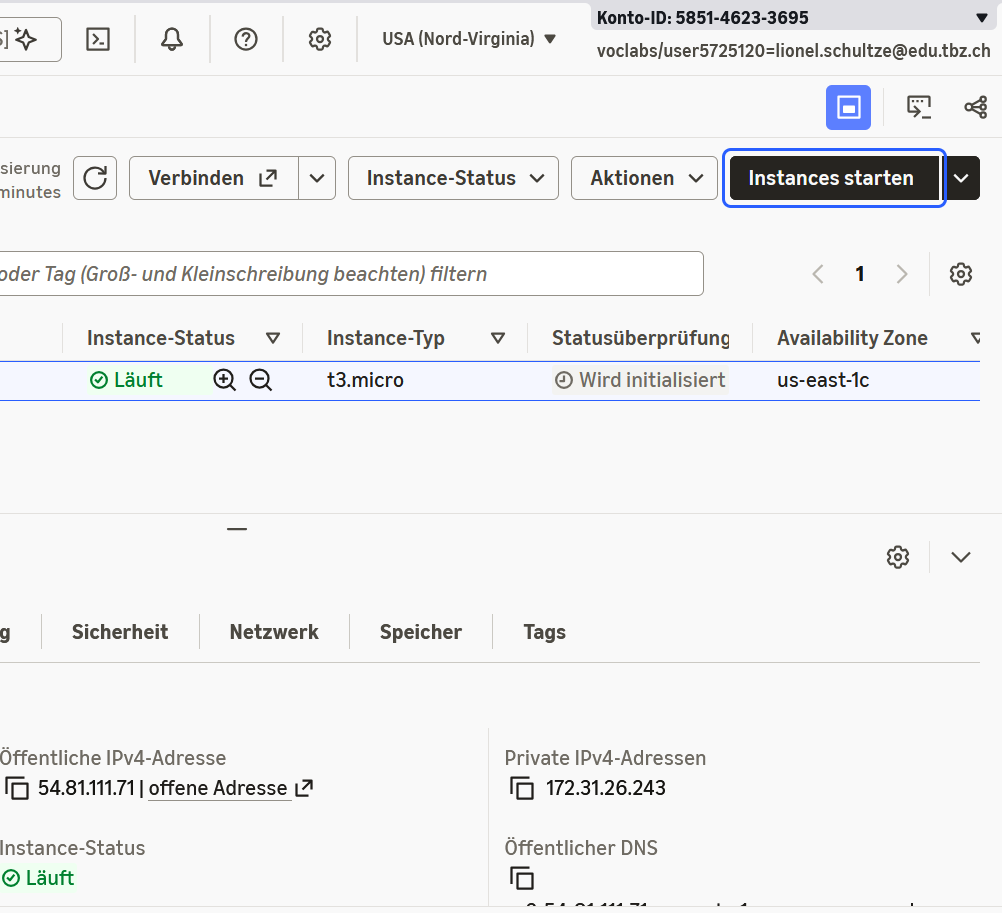 Konto-ID: 5851-4623-3695
USA (Nord-Virginia)
voclabs/user5725120=lionel.schultze@edu.tbz.ch
sierung
minutes
Verbinden
Instance-Status
Aktionen
Instances starten
oder Tag (Groß- und Kleinschreibung beachten) filtern
1
Instance-Status
Instance-Typ
Statusüberprüfung
Availability Zone
Läuft
t3.micro
Wird initialisiert
us-east-1c
g
Sicherheit
Netzwerk
Speicher
Tags
Öffentliche IPv4-Adresse
54.81.111.71 | offene Adresse
Private IPv4-Adressen
172.31.26.243
Instance-Status
Läuft
Öffentlicher DNS